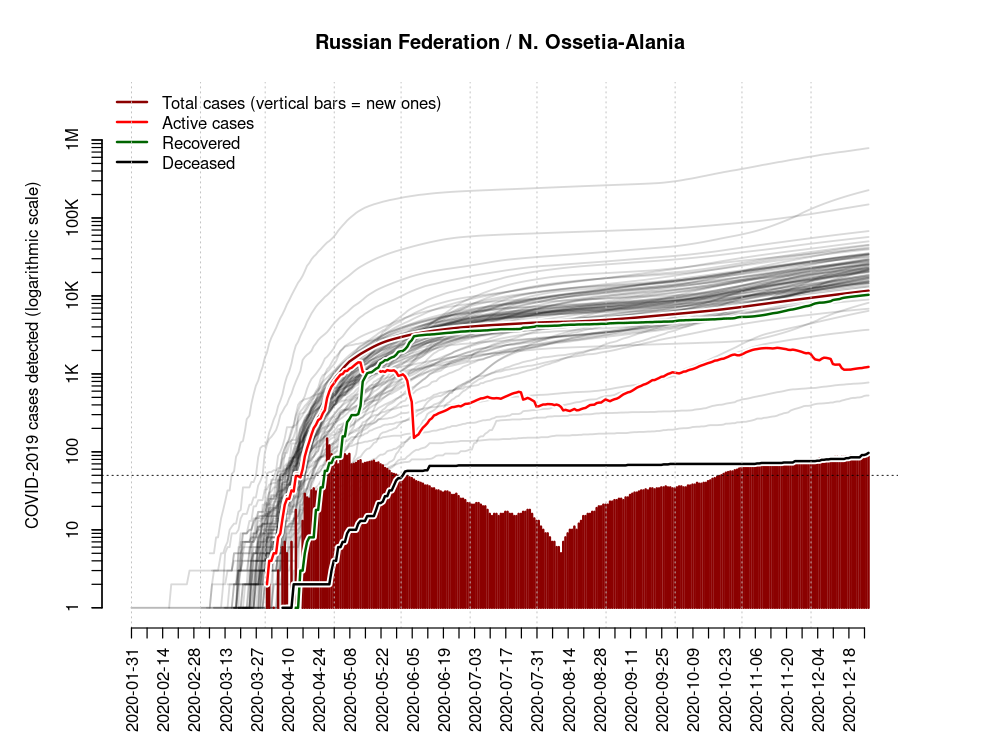 Russian Federation / N. Ossetia-Alania
Total cases (vertical bars = new ones)
Active cases
Recovered
Deceased
COVID-2019 cases detected (logarithmic scale)
1M
100K
10K
1K
100
10
1
2020-01-31
2020-02-14
2020-02-28
2020-03-13
2020-03-27
2020-04-10
2020-04-24
2020-05-08
2020-05-22
2020-06-05
2020-06-19
2020-07-03
2020-07-17
2020-07-31
2020-08-14
2020-08-28
2020-09-11
2020-09-25
2020-10-09
2020-10-23
2020-11-06
2020-11-20
2020-12-04
2020-12-18